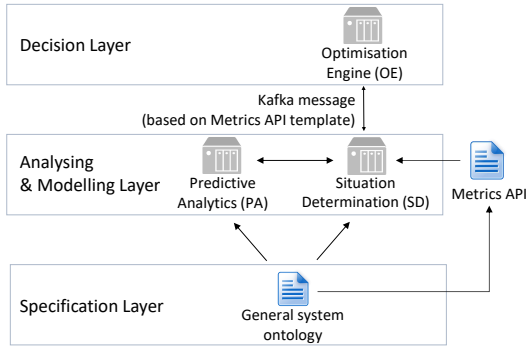 Decision Layer
Optimisation
Engine (OE)
Kafka message
(based on Metrics API template)
Analysing
& Modelling Layer
Predictive
Analytics (PA)
Situation
Determination (SD)
Metrics API
Specification Layer
General system
ontology